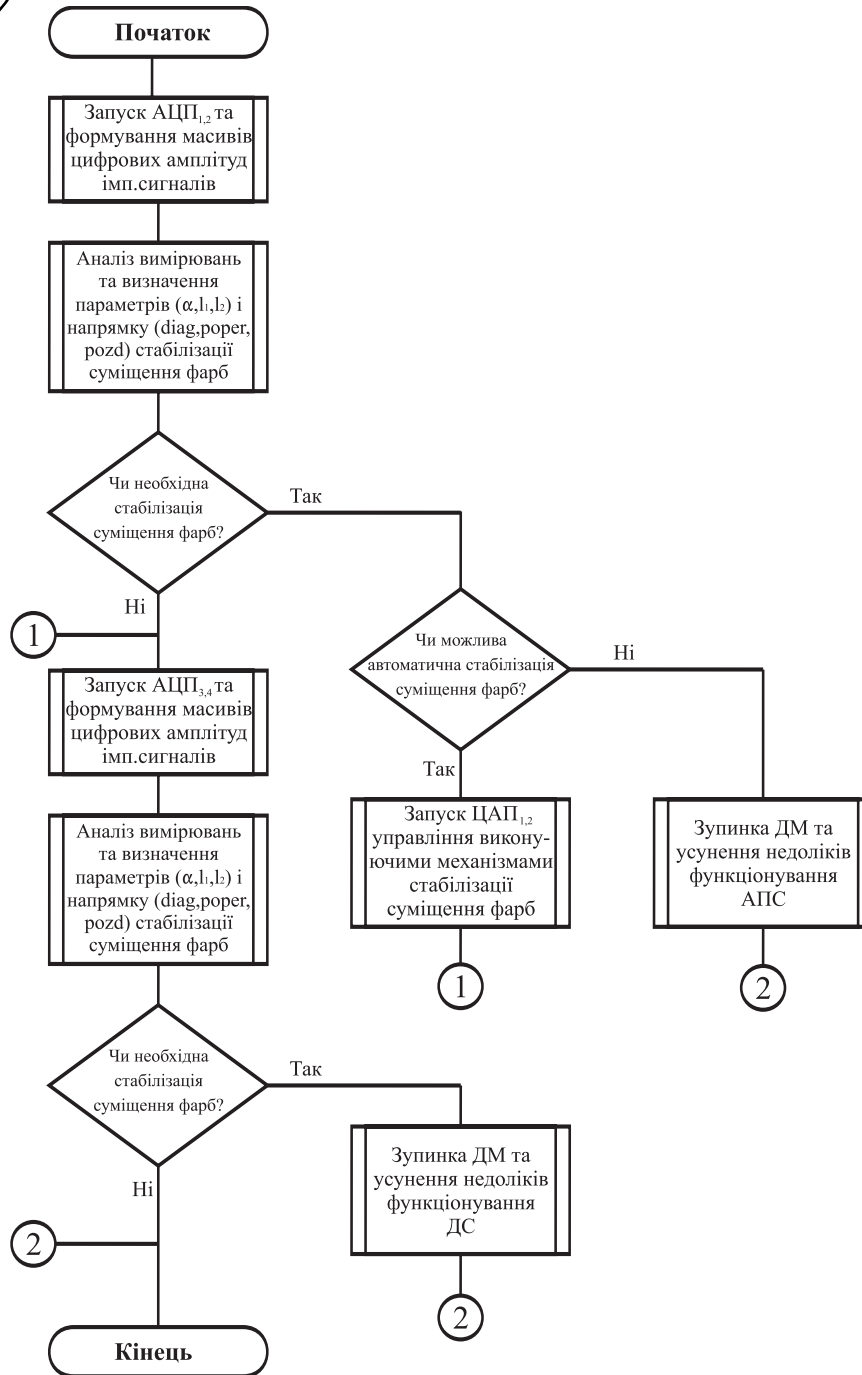 Початок
Запуск АЦП1,2 та
формування масивів
цифрових амплітуд
імп.сигналів
Аналіз вимірювань
та визначення
параметрів (α,l1,l2) і
напрямку (diag,poper,
pozd) стабілізації
суміщення фарб
Чи необхідна
стабілізація
суміщення фарб?
Так
Ні
1
Чи можлива
автоматична стабілізація
суміщення фарб?
Ні
Так
Запуск АЦП3,4 та
формування масивів
цифрових амплітуд
імп.сигналів
Запуск ЦАП1,2
управління викону-
ючими механізмами
стабілізації
суміщення фарб
1
Зупинка ДМ та
усунення недоліків
функціонування
АПС
2
Аналіз вимірювань
та визначення
параметрів (α,l1,l2) і
напрямку (diag,poper,
pozd) стабілізації
суміщення фарб
Чи необхідна
стабілізація
суміщення фарб?
Так
Ні
Зупинка ДМ та
усунення недоліків
функціонування
ДС
2
2
Кінець